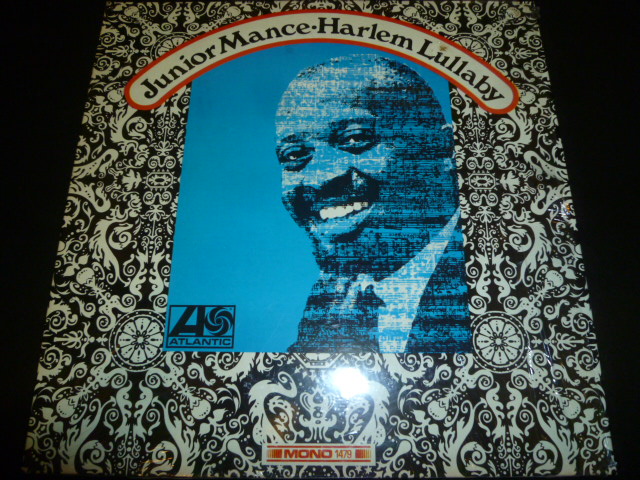 Junior Mance·Harlem Lullaby
ATLANTIC
MONO 1479